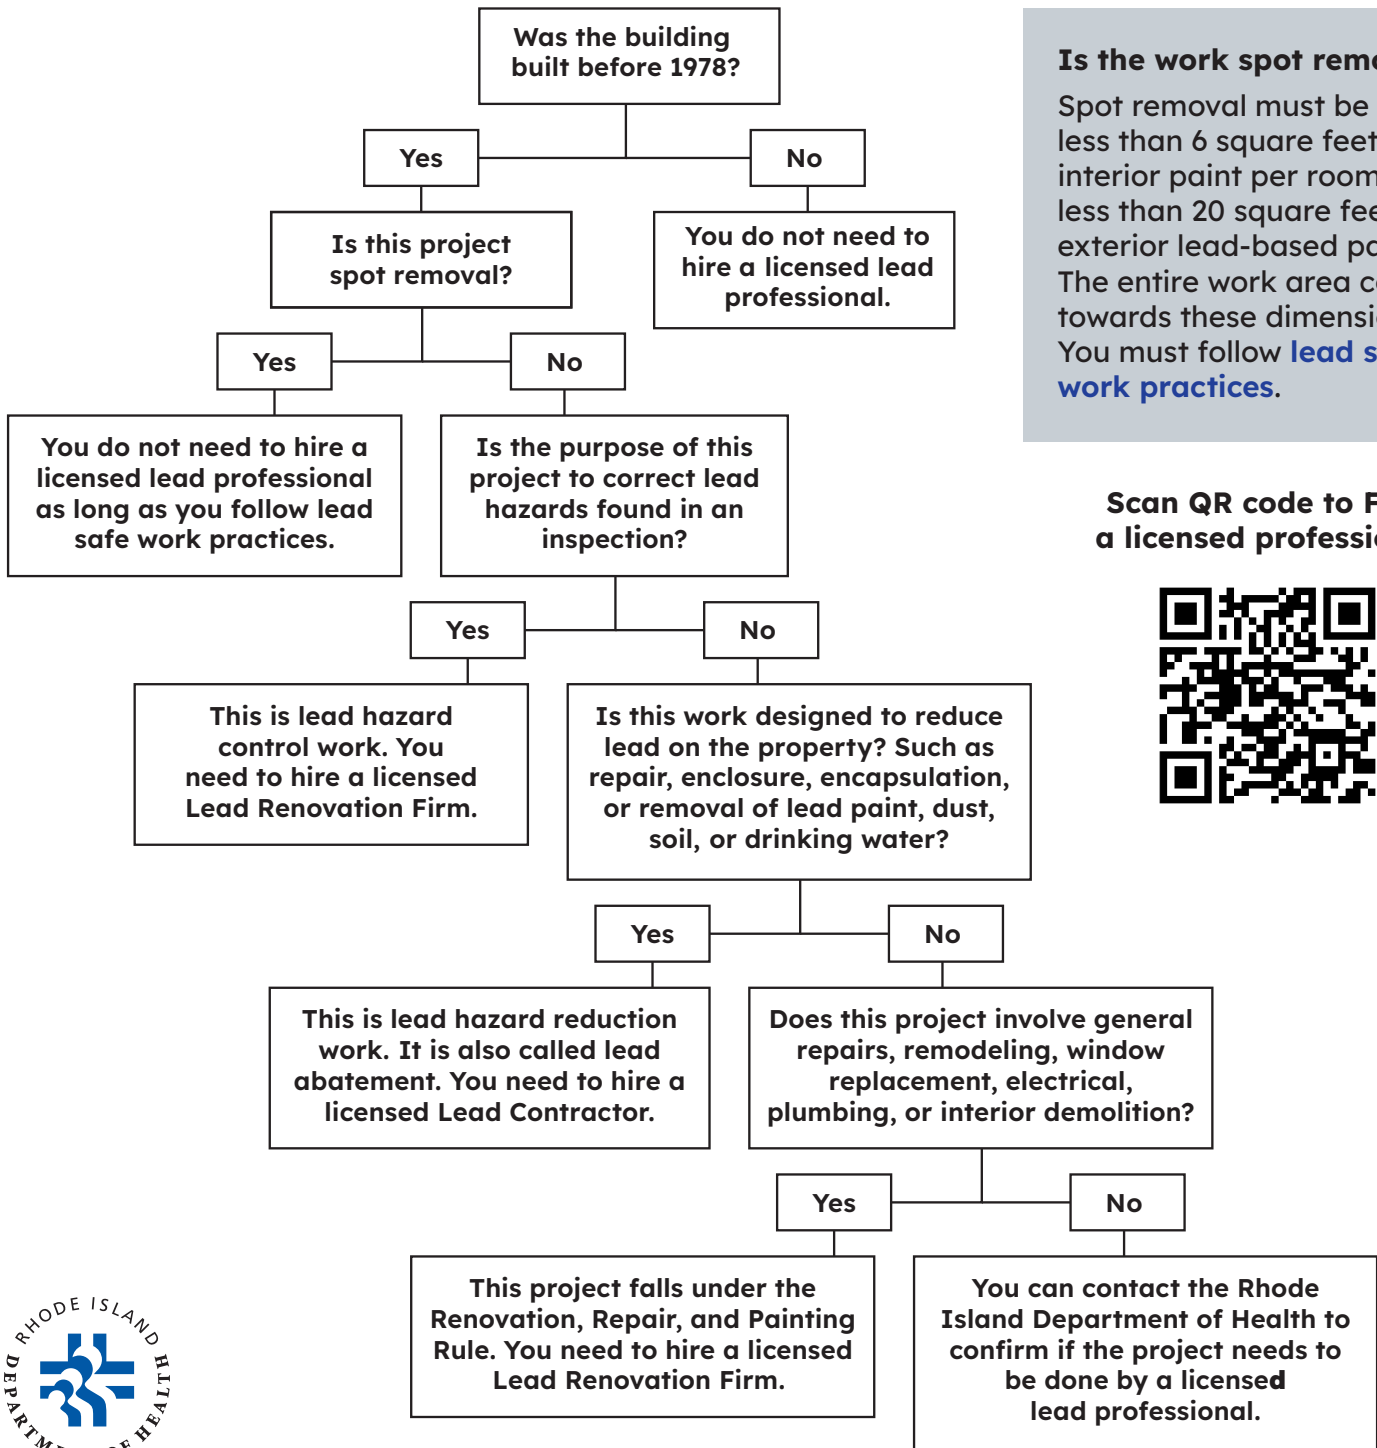 Was the building
built before 1978?
Yes
No
Is this project
spot removal?
You do not need to
hire a licensed lead
professional.
Yes
No
You do not need to hire a
licensed lead professional
as long as you follow lead
safe work practices.
Is the purpose of this
project to correct lead
hazards found in an
inspection?
Yes
No
This is lead hazard
control work. You
need to hire a licensed
Lead Renovation Firm.
Is this work designed to reduce
lead on the property? Such as
repair, enclosure, encapsulation,
or removal of lead paint, dust,
soil, or drinking water?
Yes
No
This is lead hazard reduction
work. It is also called lead
abatement. You need to hire a
licensed Lead Contractor.
Does this project involve general
repairs, remodeling, window
replacement, electrical,
plumbing, or interior demolition?
Yes
No
This project falls under the
Renovation, Repair, and Painting
Rule. You need to hire a licensed
Lead Renovation Firm.
You can contact the Rhode
Island Department of Health to
confirm if the project needs to
be done by a licensed
lead professional.
Is the work spot
Spot removal must be
less than 6 square feet
interior paint per room
less than 20 square
exterior lead-based
The entire work area
towards these
You must follow lead
work practices.
Scan QR code to
a licensed
RHODE ISLAND
OF HEALTH